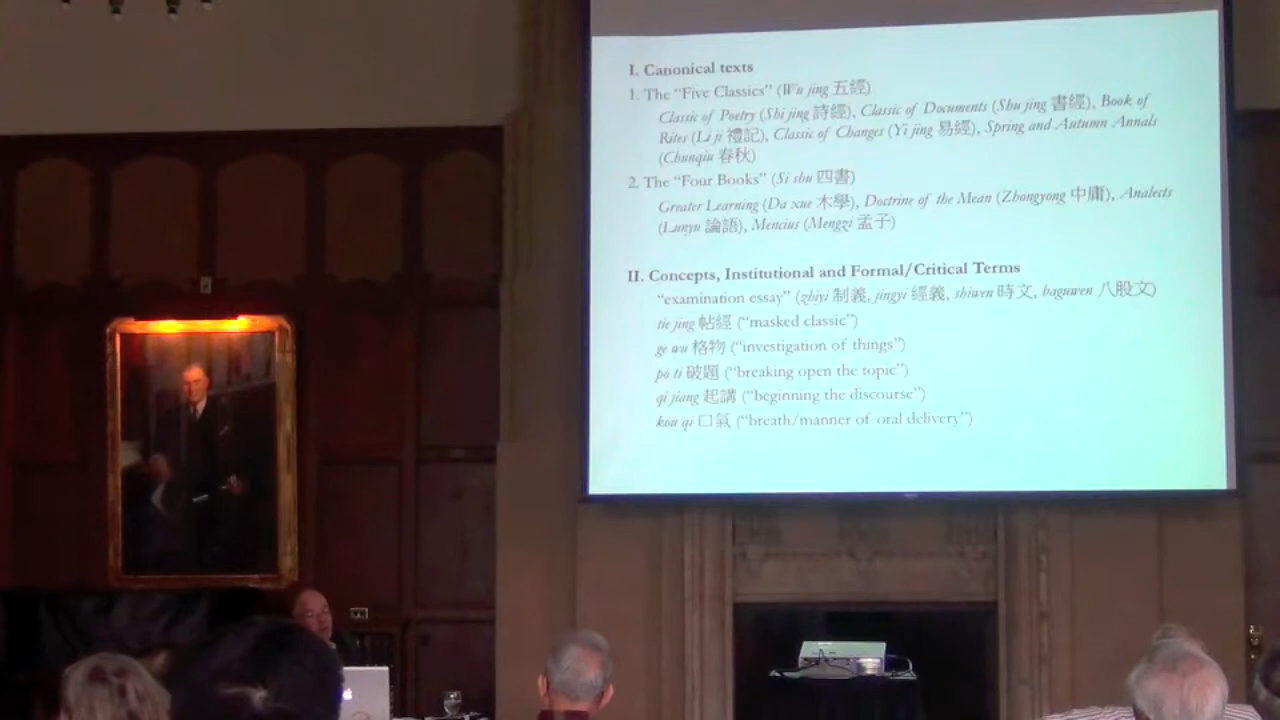 I. Canonical texts
1. The “Five Classics” (Wu jing 五經)
Classic of Poetry (Shi jing 詩經), Classic of Documents (Shu jing 書經), Book of
Rites (Li ji 禮記), Classic of Changes (Yi jing 易經), Spring and Autumn Annals
(Chunqiu 春秋)
2. The “Four Books” (Si shu 四書)
Greater Learning (Da xue 木學), Doctrine of the Mean (Zhongyong 中庸), Analects
(Lunyu 論語), Mencius (Mengzi 孟子)
II. Concepts, Institutional and Formal/Critical Terms
“examination essay” (zhiyi 制義, jingyi 經義, shiwen 時文, baguwen 八股文)
tie jing 帖經 (“masked classic”)
ge wu 格物 (“investigation of things”)
po ti 破題 (“breaking open the topic”)
qi jiang 起講 (“beginning the discourse”)
kou qi 口氣 (“breath/manner of oral delivery”)